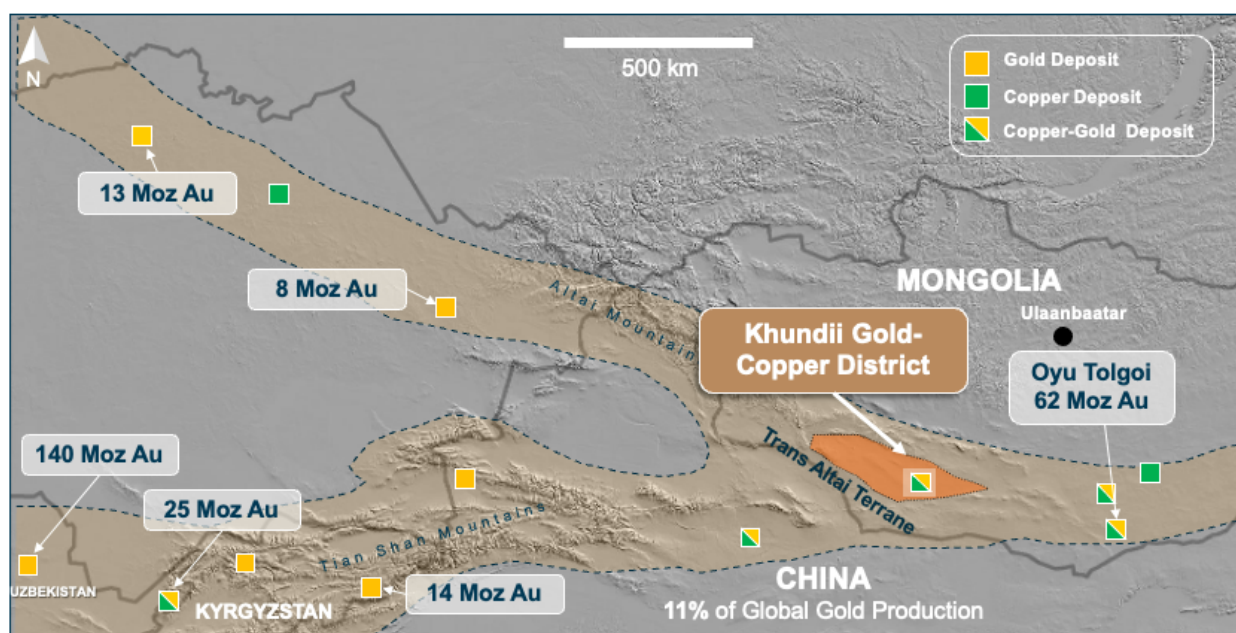 N
500 km
Gold Deposit
Copper Deposit
Copper-Gold Deposit
13 Moz Au
8 Moz Au
Altai Mountain
MONGOLIA
Ulaanbaatar
Khundii Gold-
Copper District
Oyu Tolgoi
62 Moz Au
Trans Altai Terrane
140 Moz Au
25 Moz Au
Tian Shan Mountains
14 Moz Au
UZBEKISTAN
KYRGYZSTAN
CHINA
11% of Global Gold Production